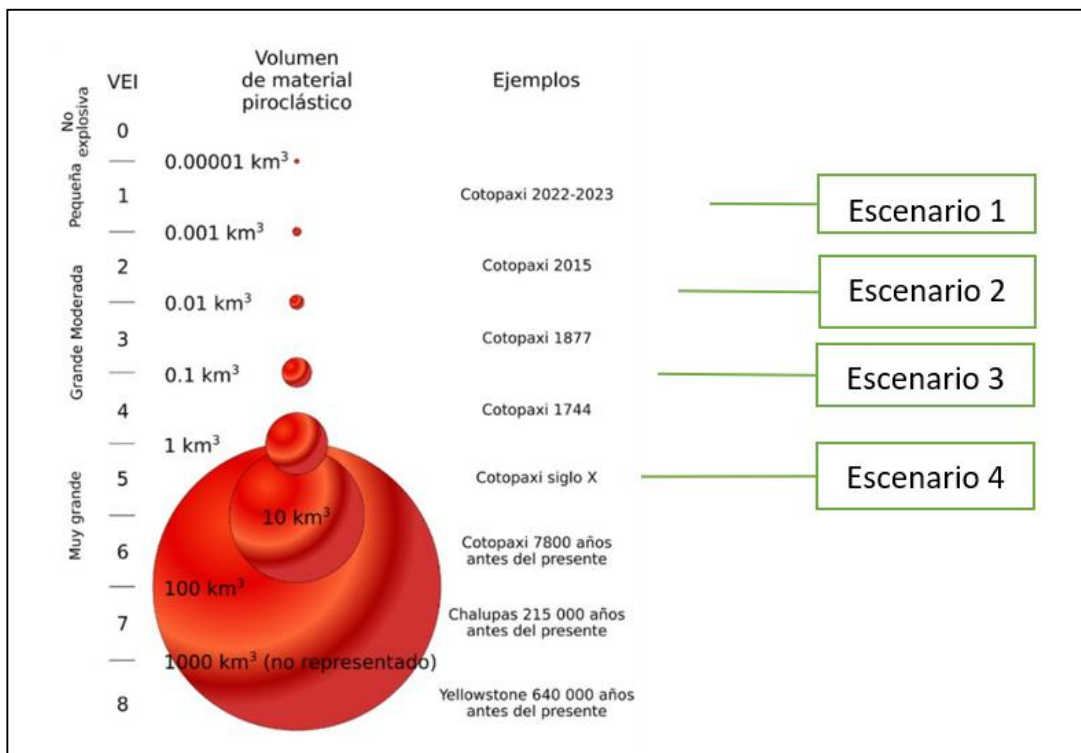 VEI
Volumen
de material
piroclástico
Ejemplos
No
explosiva
0
0.00001 km³
Pequeña
1
Cotopaxi 2022-2023
Escenario 1
0.001 km³
2
Cotopaxi 2015
Escenario 2
Moderada
0.01 km³
3
Cotopaxi 1877
Escenario 3
Grande
0.1 km³
4
Cotopaxi 1744
1 km³
Muy grande
5
Cotopaxi siglo X
Escenario 4
10 km³
6
Cotopaxi 7800 años
antes del presente
100 km³
7
Chalupas 215 000 años
antes del presente
1000 km³ (no representado)
8
Yellowstone 640 000 años
antes del presente